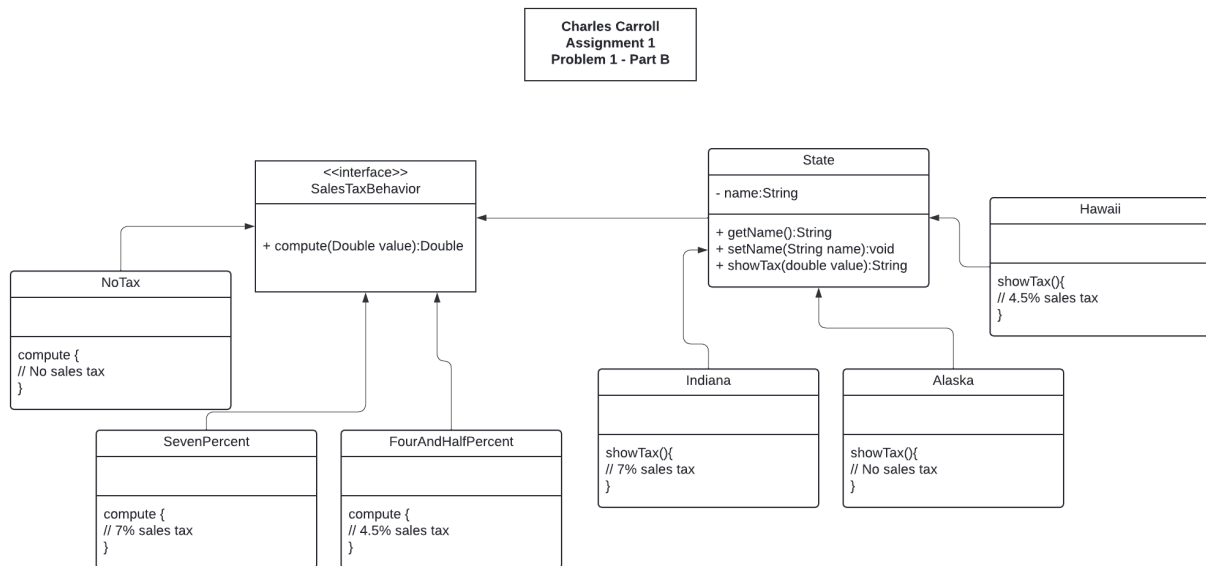 Charles Carroll
Assignment 1
Problem 1 - Part B
<<interface>>
SalesTaxBehavior
+ compute(Double value):Double
State
- name:String
+ getName():String
+ setName(String name):void
+ showTax(double value):String
Hawaii
showTax(){
// 4.5% sales tax
}
NoTax
compute {
// No sales tax
}
Indiana
showTax(){
// 7% sales tax
}
Alaska
showTax(){
// No sales tax
}
SevenPercent
compute {
// 7% sales tax
}
FourAndHalfPercent
compute {
// 4.5% sales tax
}